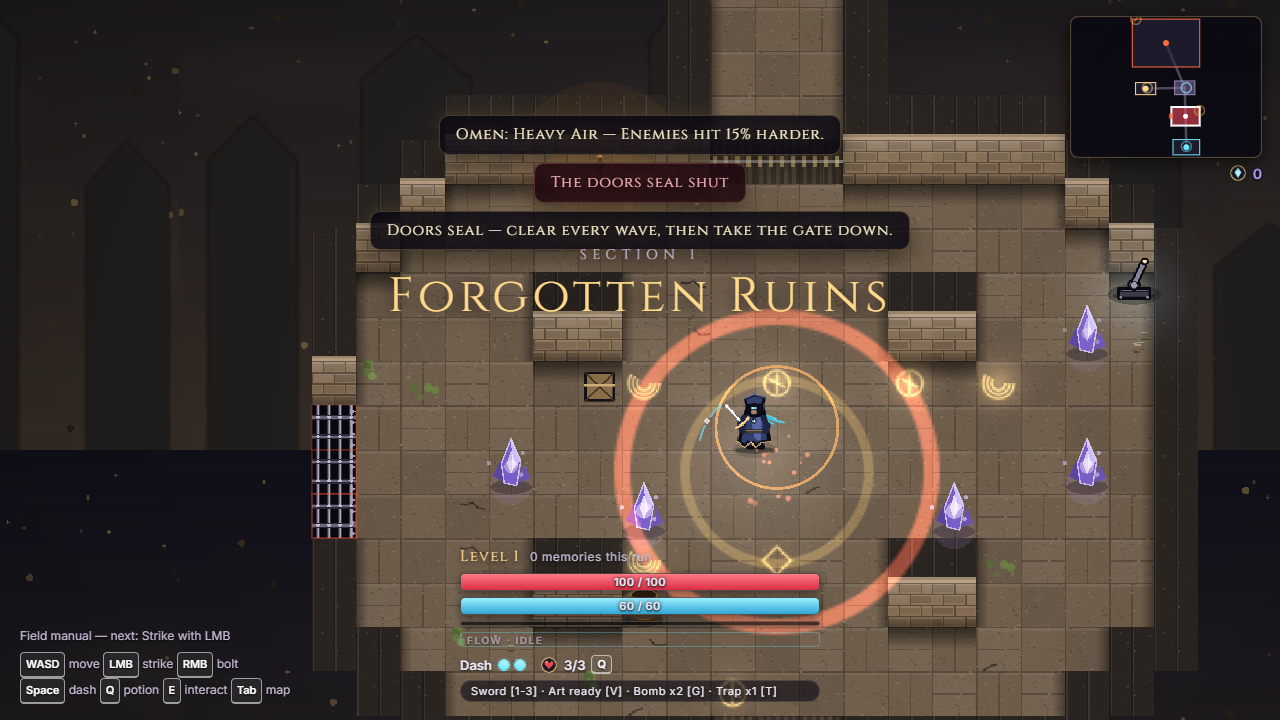 Omen: Heavy Air — Enemies hit 15% harder.
The doors seal shut
Doors seal — clear every wave, then take the gate down.
SECTION 1
Forgotten Ruins
0
Level 1 0 memories this run
100 / 100
60 / 60
FLOW · IDLE
Dash 3/3 Q
Sword [1-3] · Art ready [V] · Bomb x2 [G] · Trap x1 [T]
Field manual — next: Strike with LMB
WASD move LMB strike RMB bolt
Space dash Q potion E interact Tab map